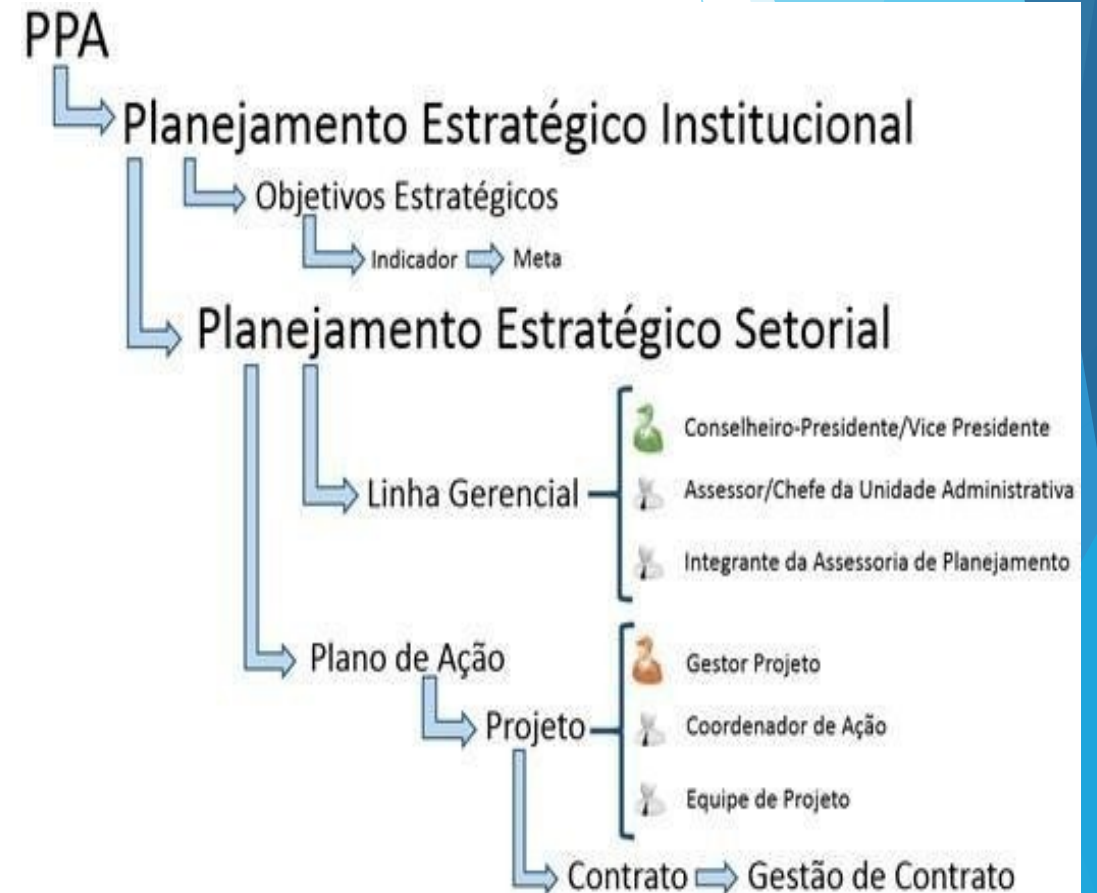 PPA
Planejamento Estratégico Institucional
Objetivos Estratégicos
Indicador
Meta
Planejamento Estratégico Setorial
Linha Gerencial
Conselheiro-Presidente/Vice Presidente
Assessor/Chefe da Unidade Administrativa
Integrante da Assessoria de Planejamento
Plano de Ação
Projeto
Gestor Projeto
Coordenador de Ação
Equipe de Projeto
Contrato
Gestão de Contrato